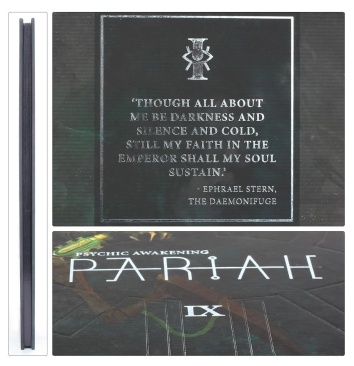 ‘THOUGH ALL ABOUT
ME BE DARKNESS AND
SILENCE AND COLD,
STILL MY FAITH IN THE
EMPEROR SHALL MY SOUL
SUSTAIN.’
- EPHRAEL STERN,
THE DAEMONIFUGE
PSYCHIC AWAKENING
PARIAH
IX